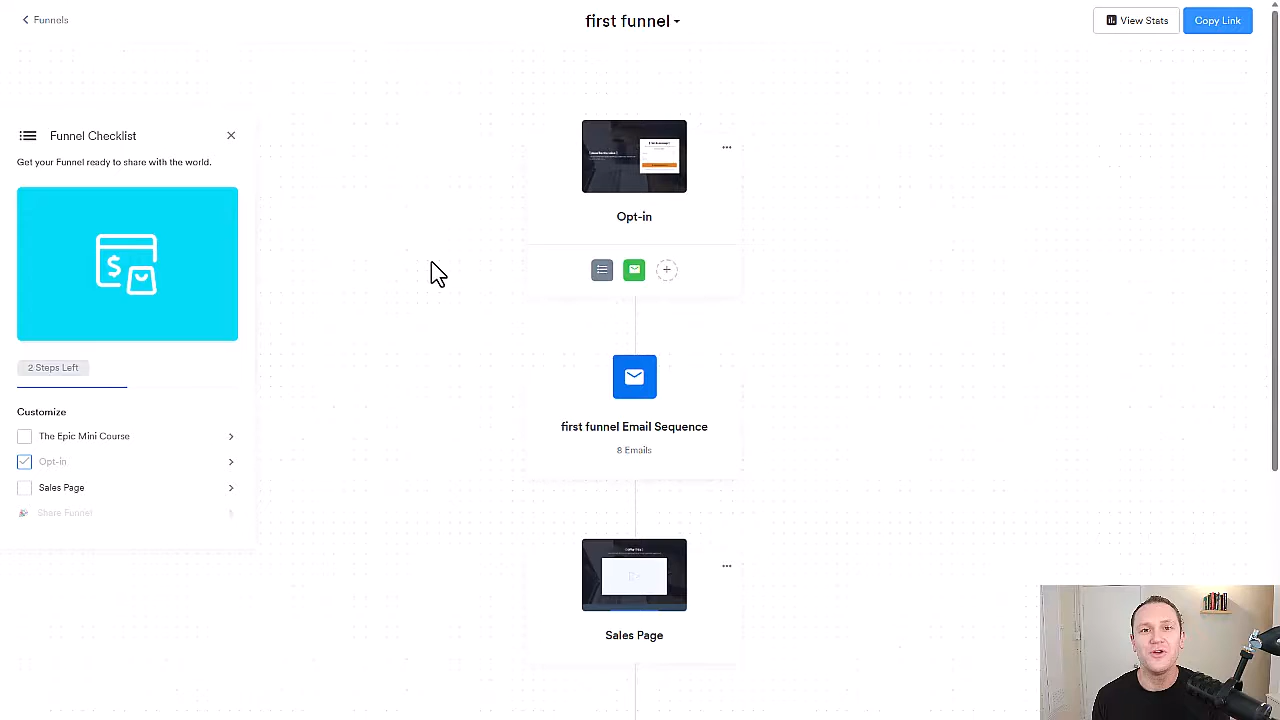 Funnels
first funnel
View Stats
Copy Link
Funnel Checklist
Get your Funnel ready to share with the world.
$
2 Steps Left
Customize
The Epic Mini Course
Opt-in
Sales Page
Share Funnel
Opt-in
first funnel Email Sequence
8 Emails
Sales Page